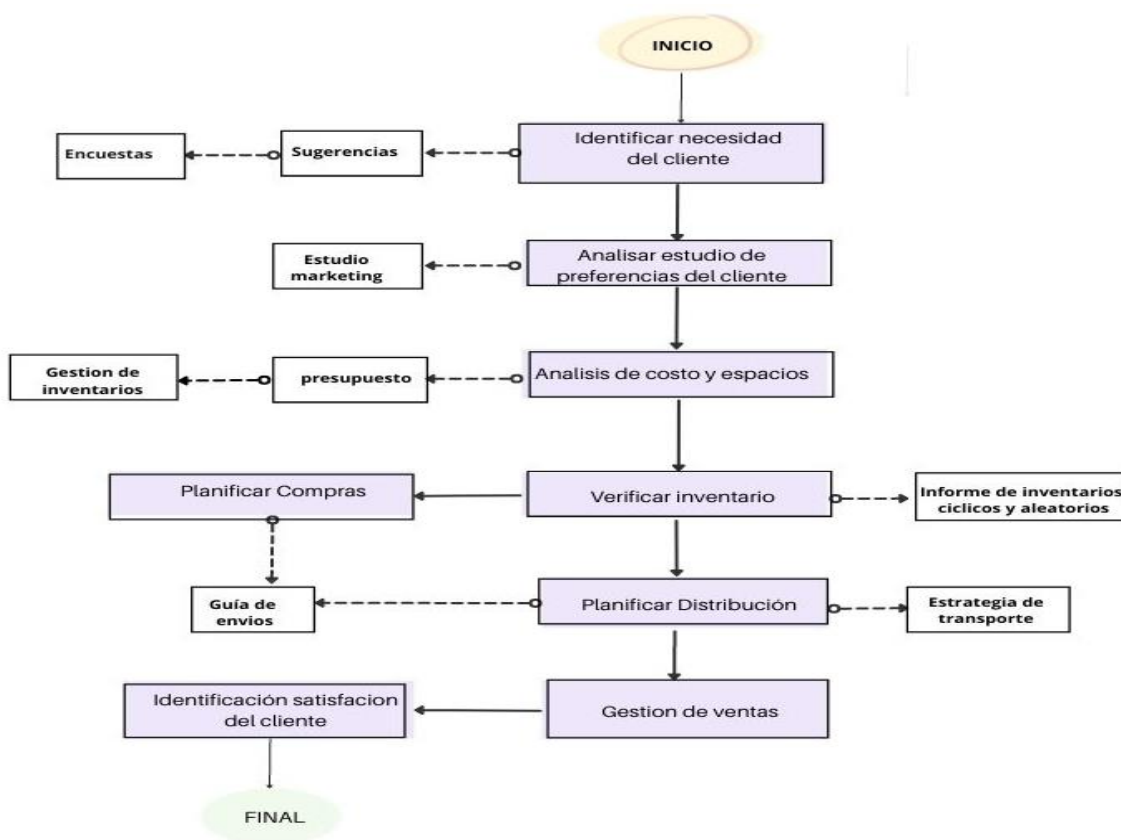 INICIO
Identificar necesidad
del cliente
Sugerencias
Encuestas
Analisar estudio de
preferencias del cliente
Estudio
marketing
Analisis de costo y espacios
presupuesto
Gestion de
inventarios
Verificar inventario
Planificar Compras
Informe de inventarios
ciclicos y aleatorios
Planificar Distribución
Guía de
envios
Estrategia de
transporte
Gestion de ventas
Identificación satisfacion
del cliente
FINAL